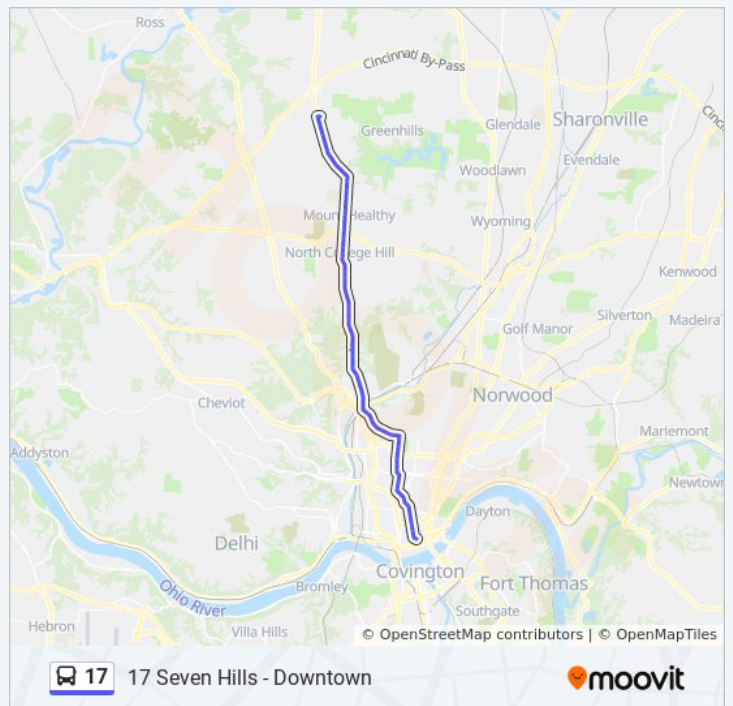 Ross
Cincinnati By-Pass
Sharonville
Glendale
Cinc
Greenhills
Evendale
Woodlawn
Mount Healthy
Wyoming
North College Hill
Kenwood
Silverton
Madeira
Golf Manor
Norwood
Cheviot
Mariemont
Addyston
Newtow
Dayton
Delhi
Covington
Fort Thomas
Bromley
Ohio River
Southgate
Hebron
Villa Hills
© OpenStreetMap contributors | © OpenMapTiles
17 17 Seven Hills - Downtown moovit